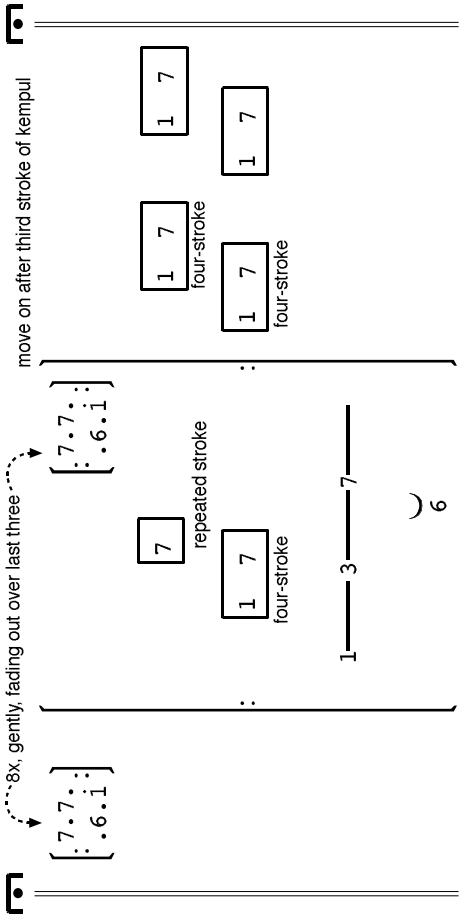 8x, gently, fading out over last three
move on after third stroke of kempul
7.7. 7.7.
.6.i .6.i
7 1 7 1 7
repeated stroke four-stroke
1 7 1 7 1 7
four-stroke four-stroke
1 3 7
6